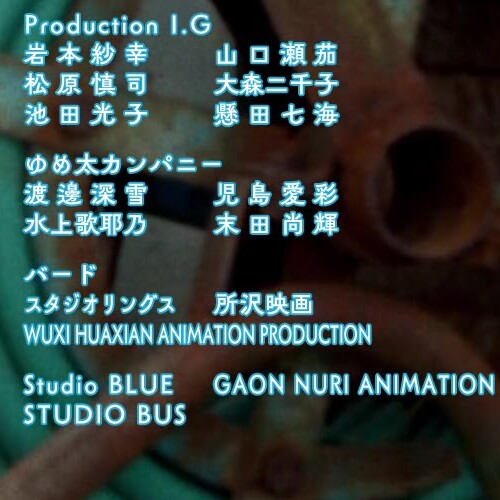 Production I.G
岩本紗幸 山口瀬茄
松原慎司 大森二千子
池田光子 懸田七海
ゆめ太カンパニー
渡邊深雪 児島愛彩
水上歌耶乃 末田尚輝
バード
スタジオリングス 所沢映画
WUXI HUAXIAN ANIMATION PRODUCTION
Studio BLUE GAON NURI ANIMATION
STUDIO BUS